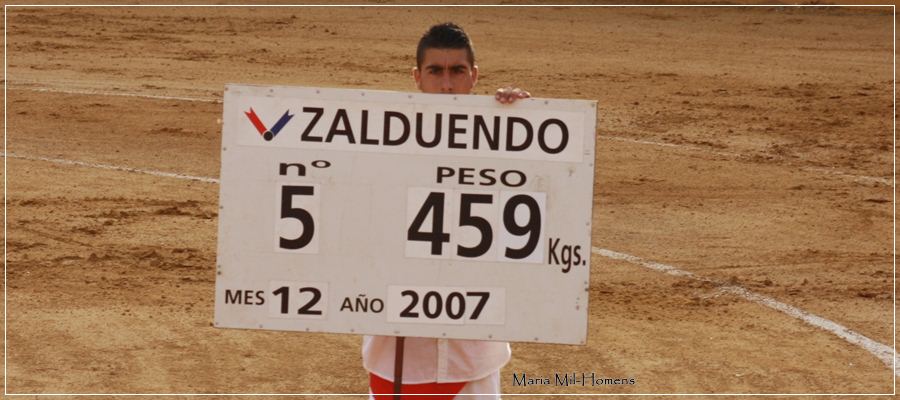 ZALDUENDO
nº PESO
5 459 Kgs.
MES 12 AÑO 2007
Maria Mil-Homens